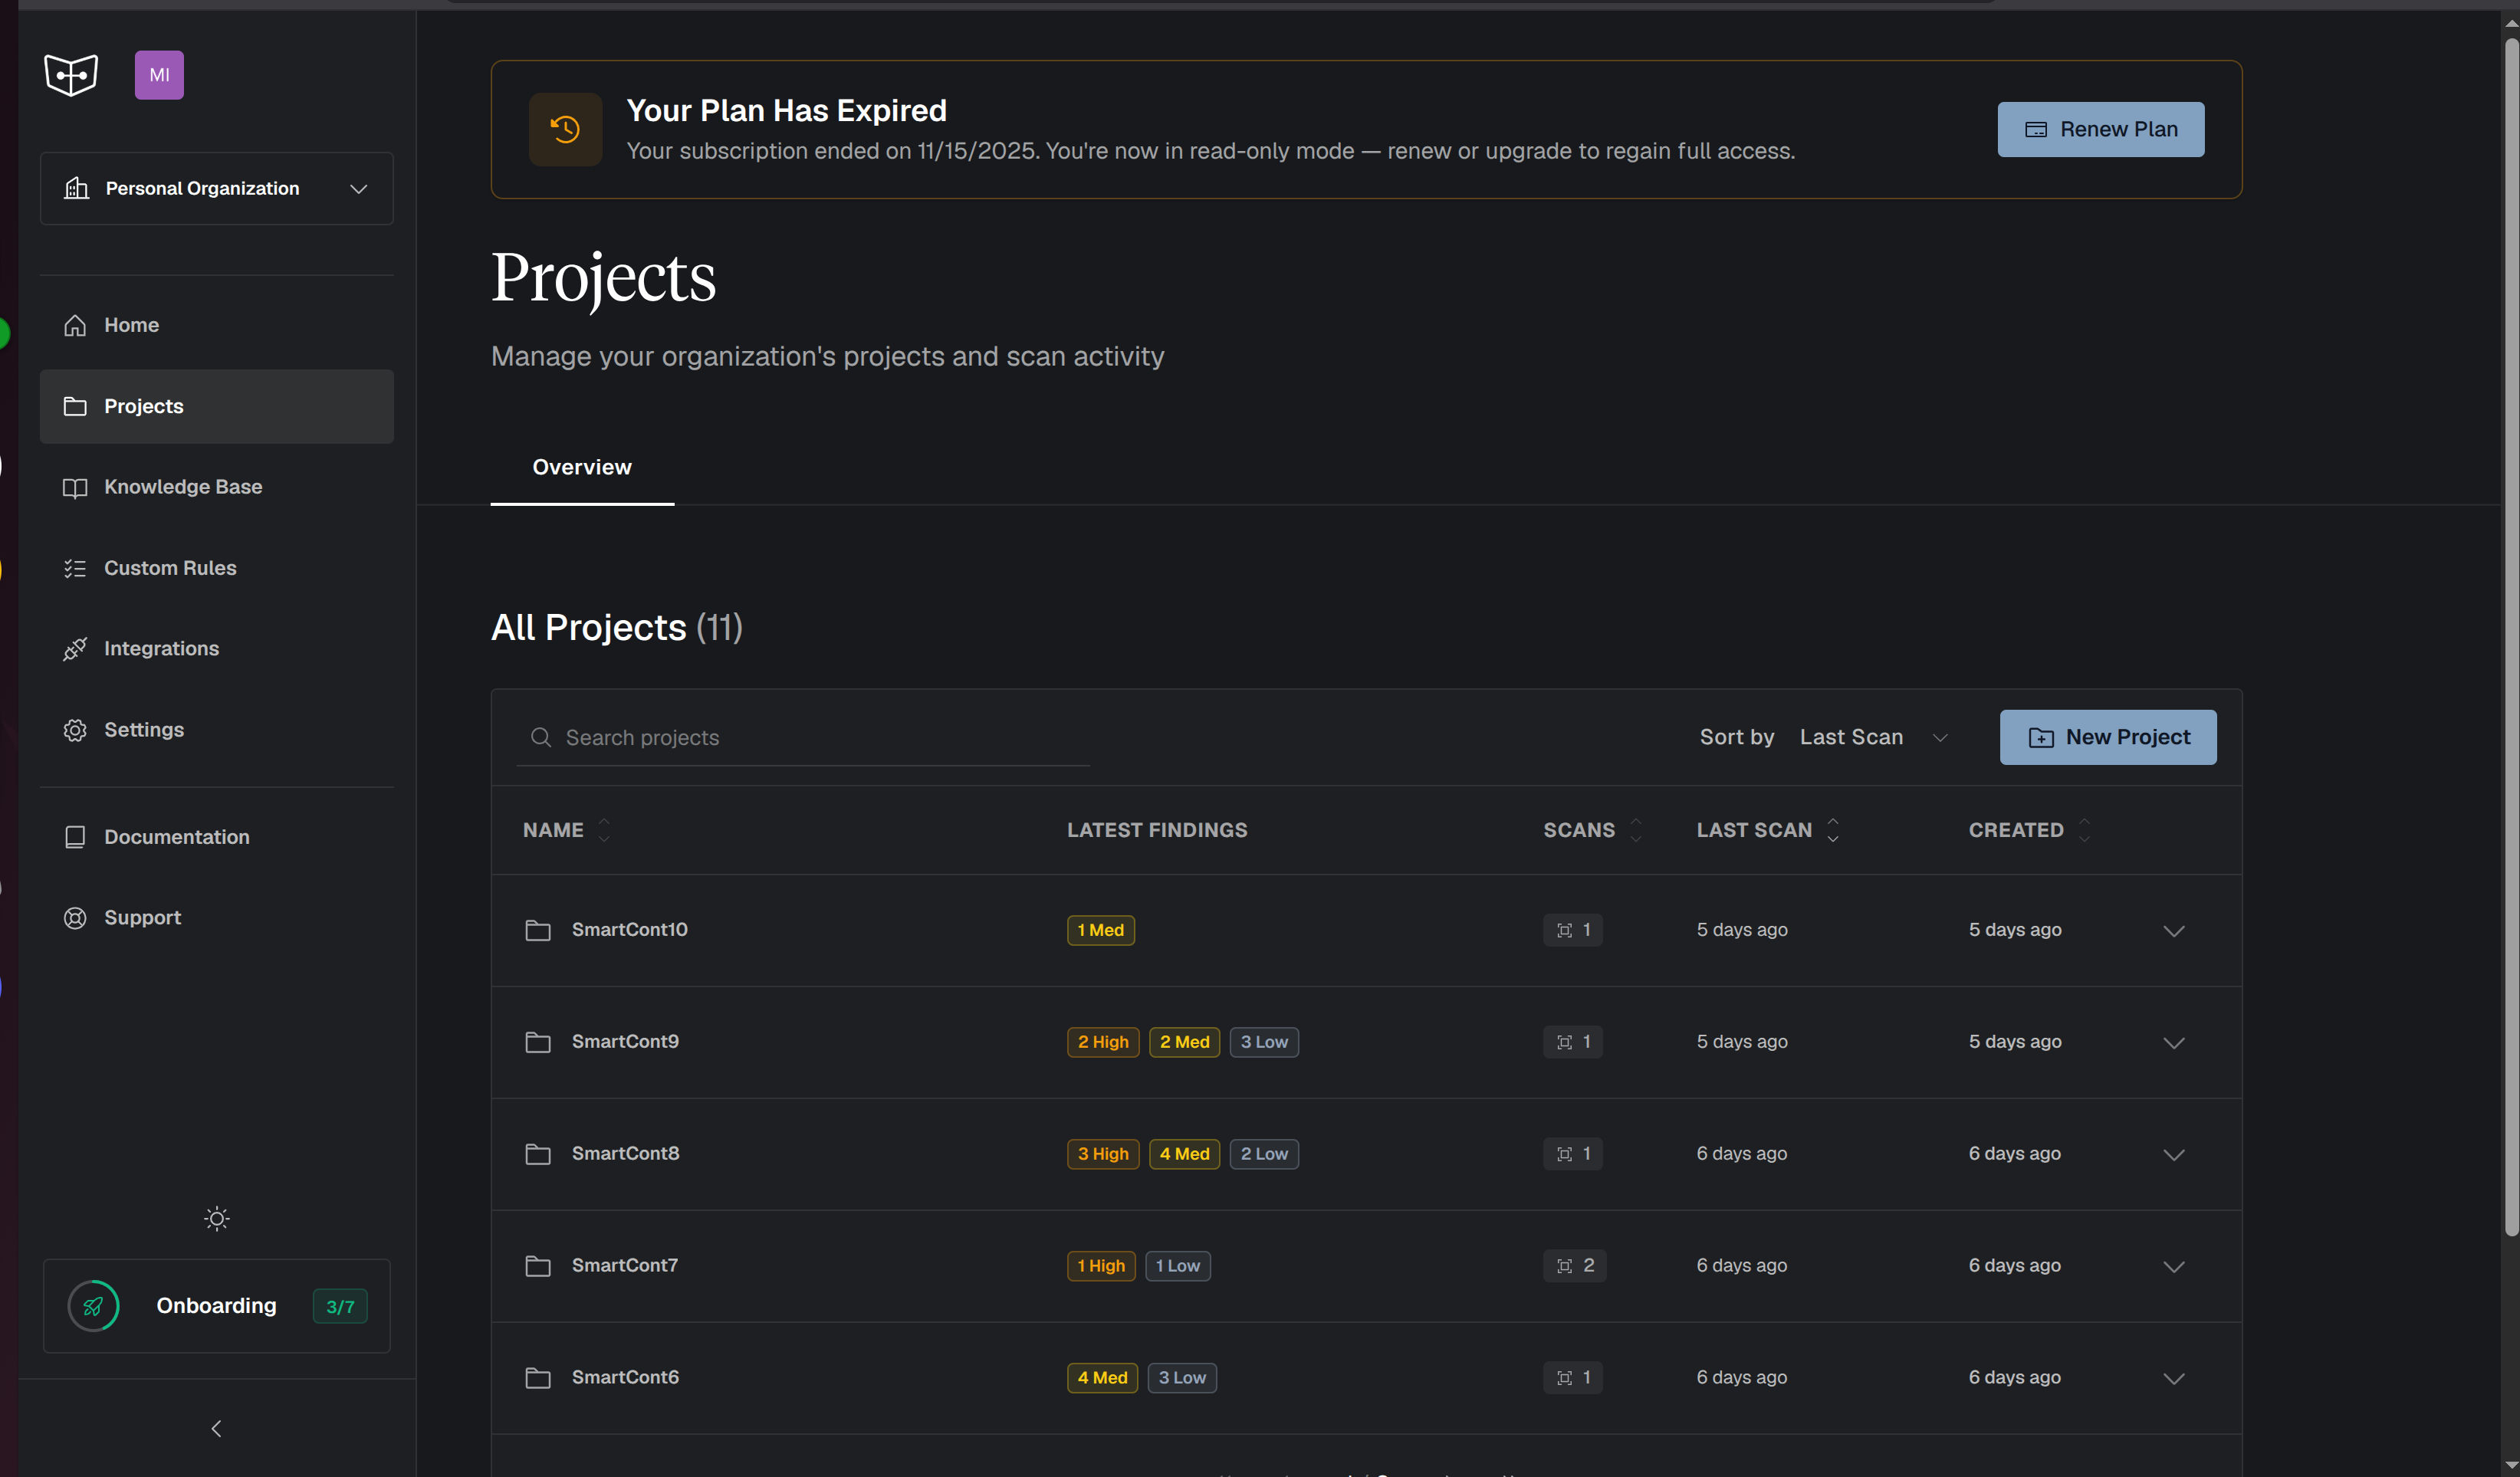 MI
Personal Organization
Home
Projects
Knowledge Base
Custom Rules
Integrations
Settings
Documentation
Support
Onboarding 3/7
Your Plan Has Expired
Your subscription ended on 11/15/2025. You're now in read-only mode — renew or upgrade to regain full access.
Renew Plan
Projects
Manage your organization's projects and scan activity
Overview
All Projects (11)
Search projects
Sort by Last Scan
New Project
NAME LATEST FINDINGS SCANS LAST SCAN CREATED
SmartCont10 1 Med 1 5 days ago 5 days ago
SmartCont9 2 High 2 Med 3 Low 1 5 days ago 5 days ago
SmartCont8 3 High 4 Med 2 Low 1 6 days ago 6 days ago
SmartCont7 1 High 1 Low 2 6 days ago 6 days ago
SmartCont6 4 Med 3 Low 1 6 days ago 6 days ago